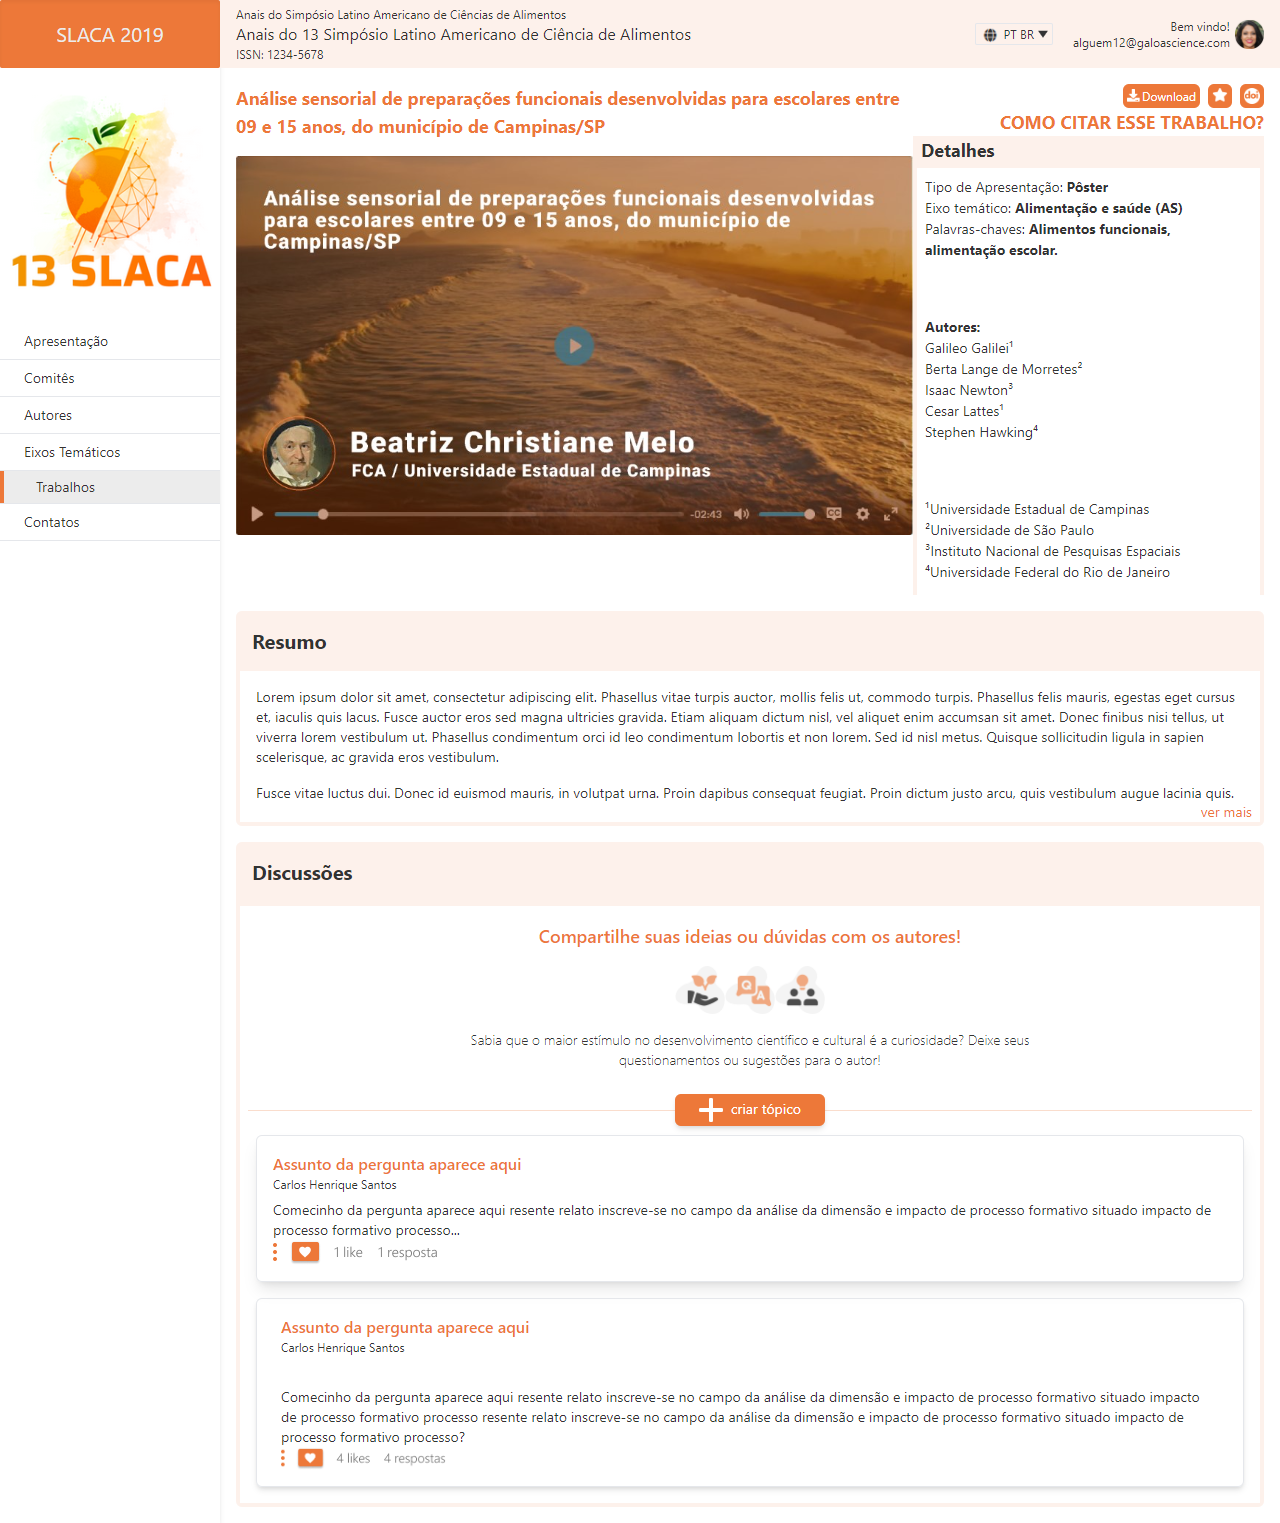 SLACA 2019
Anais do Simpósio Latino Americano de Ciências de Alimentos
Anais do 13 Simpósio Latino Americano de Ciência de Alimentos
ISSN: 1234-5678
PT BR
Bem vindo!
alguem12@galoascience.com
13 SLACA
Apresentação
Comitês
Autores
Eixos Temáticos
Trabalhos
Contatos
Análise sensorial de preparações funcionais desenvolvidas para escolares entre
09 e 15 anos, do município de Campinas/SP
Download
doi
COMO CITAR ESSE TRABALHO?
Análise sensorial de preparações funcionais desenvolvidas
para escolares entre 09 e 15 anos, do município de
Campinas/SP
Beatriz Christiane Melo
FCA / Universidade Estadual de Campinas
-02:43
CC
Detalhes
Tipo de Apresentação: Pôster
Eixo temático: Alimentação e saúde (AS)
Palavras-chaves: Alimentos funcionais,
alimentação escolar.
Autores:
Galileo Galilei¹
Berta Lange de Morretes²
Isaac Newton³
Cesar Lattes¹
Stephen Hawking⁴
¹Universidade Estadual de Campinas
²Universidade de São Paulo
³Instituto Nacional de Pesquisas Espaciais
⁴Universidade Federal do Rio de Janeiro
Resumo
Lorem ipsum dolor sit amet, consectetur adipiscing elit. Phasellus vitae turpis auctor, mollis felis ut, commodo turpis. Phasellus felis mauris, egestas eget cursus
et, iaculis quis lacus. Fusce auctor eros sed magna ultricies gravida. Etiam aliquam dictum nisl, vel aliquet enim accumsan sit amet. Donec finibus nisi tellus, ut
viverra lorem vestibulum ut. Phasellus condimentum orci id leo condimentum lobortis et non lorem. Sed id nisl metus. Quisque sollicitudin ligula in sapien
scelerisque, ac gravida eros vestibulum.
Fusce vitae luctus dui. Donec id euismod mauris, in volutpat urna. Proin dapibus consequat feugiat. Proin dictum justo arcu, quis vestibulum augue lacinia quis.
ver mais
Discussões
Compartilhe suas ideias ou dúvidas com os autores!
Q
A
Sabia que o maior estímulo no desenvolvimento científico e cultural é a curiosidade? Deixe seus
questionamentos ou sugestões para o autor!
criar tópico
Assunto da pergunta aparece aqui
Carlos Henrique Santos
Comecinho da pergunta aparece aqui resente relato inscreve-se no campo da análise da dimensão e impacto de processo formativo situado impacto de
processo formativo processo...
1 like
1 resposta
Assunto da pergunta aparece aqui
Carlos Henrique Santos
Comecinho da pergunta aparece aqui resente relato inscreve-se no campo da análise da dimensão e impacto de processo formativo situado impacto
de processo formativo processo resente relato inscreve-se no campo da análise da dimensão e impacto de processo formativo situado impacto de
processo formativo processo?
4 likes
4 respostas